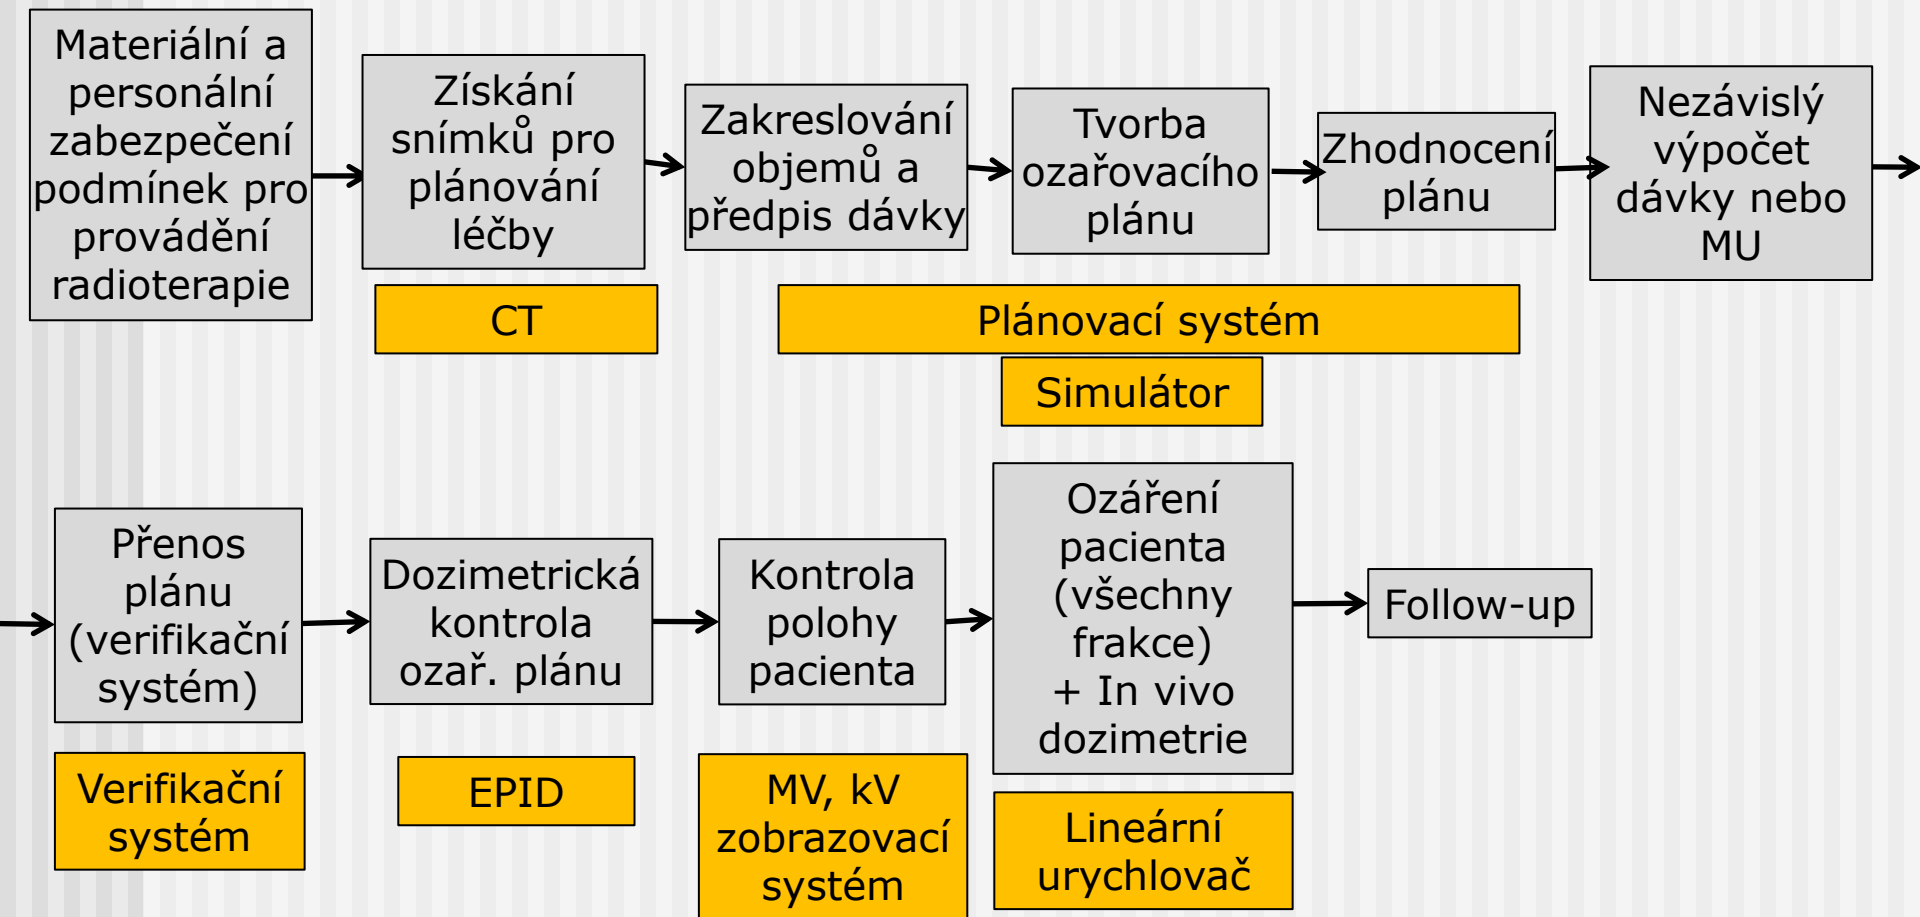 Materiální a
personální
zabezpečení
podmínek pro
provádění
radioterapie
Získání
snímků pro
plánování
léčby
Zakreslování
objemů a
předpis dávky
Tvorba
ozařovacího
plánu
Zhodnocení
plánu
Nezávislý
výpočet
dávky nebo
MU
CT
Plánovací systém
Simulátor
Přenos
plánu
(verifikační
systém)
Dozimetrická
kontrola
ozař. plánu
Kontrola
polohy
pacienta
Ozáření
pacienta
(všechny
frakce)
+ In vivo
dozimetrie
Follow-up
Verifikační
systém
EPID
MV, kV
zobrazovací
systém
Lineární
urychlovač